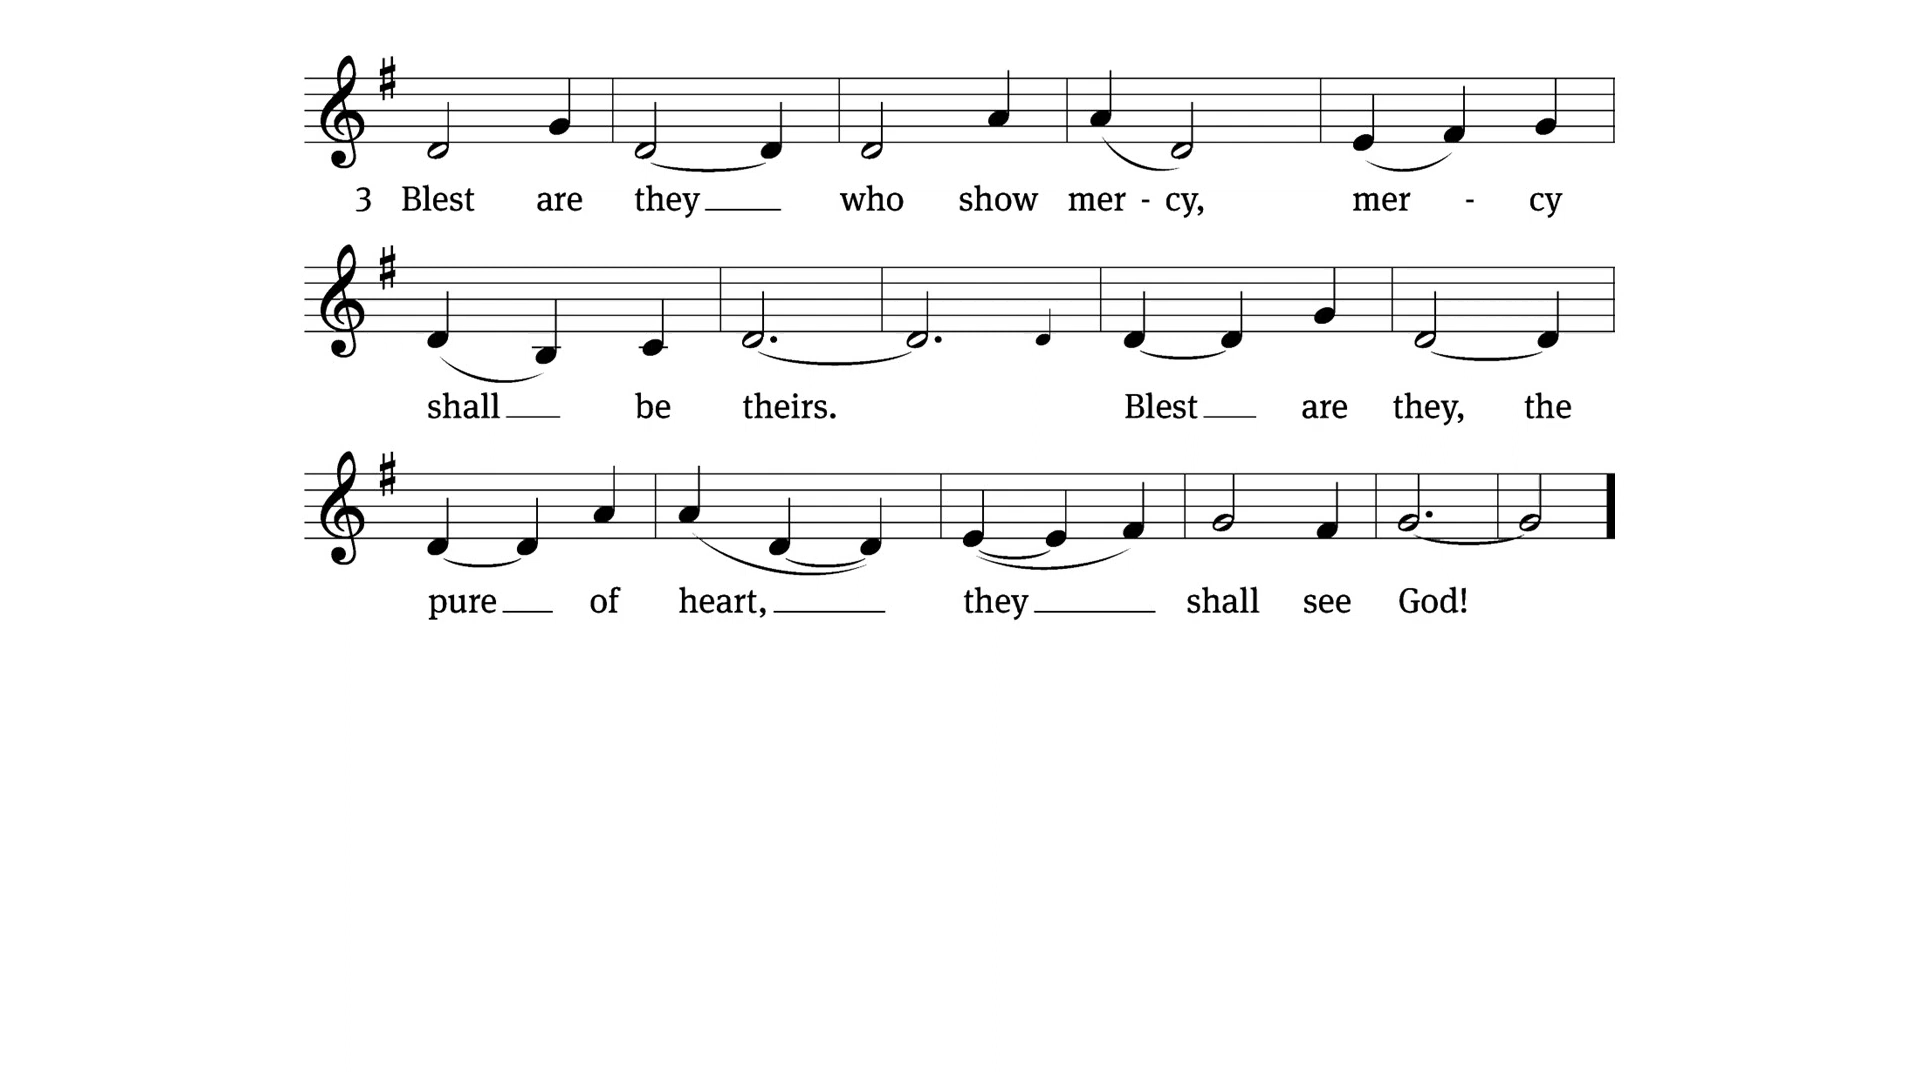 3 Blest are they who show mer - cy, mer - cy
shall be theirs. Blest are they, the
pure of heart, they shall see God!